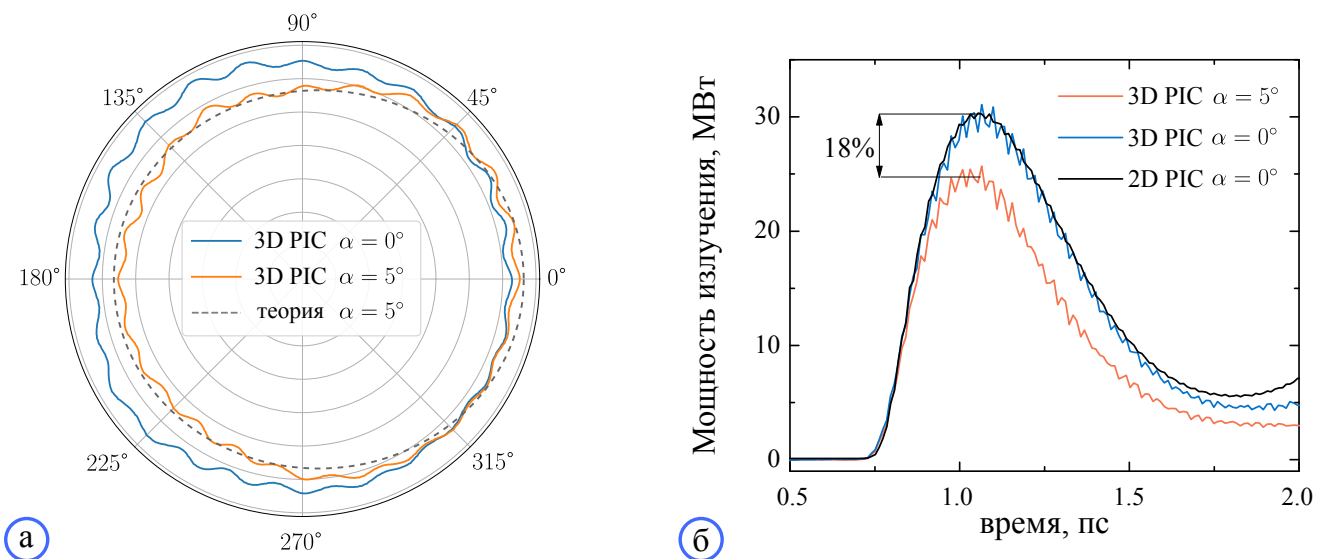 90°
135°
45°
180°
0°
3D PIC α = 0°
3D PIC α = 5°
теория α = 5°
225°
315°
270°
а
Мощность излучения, МВт
30
20
10
0
18%
3D PIC α = 5°
3D PIC α = 0°
2D PIC α = 0°
0.5
1.0
1.5
2.0
время, пс
б